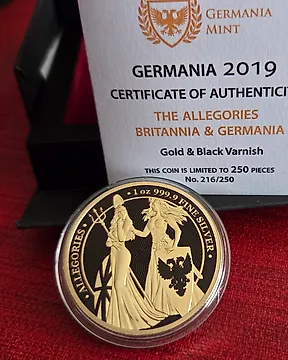 GERMANIA
MINT
GERMANIA 2019
CERTIFICATE OF AUTHENTICIT
THE ALLEGORIES
BRITANNIA & GERMANIA
Gold & Black Varnish
THIS COIN IS LIMITED TO 250 PIECES
No. 216/250
ALLEGORIES • 1 oz 999.9 FINE SILVER •